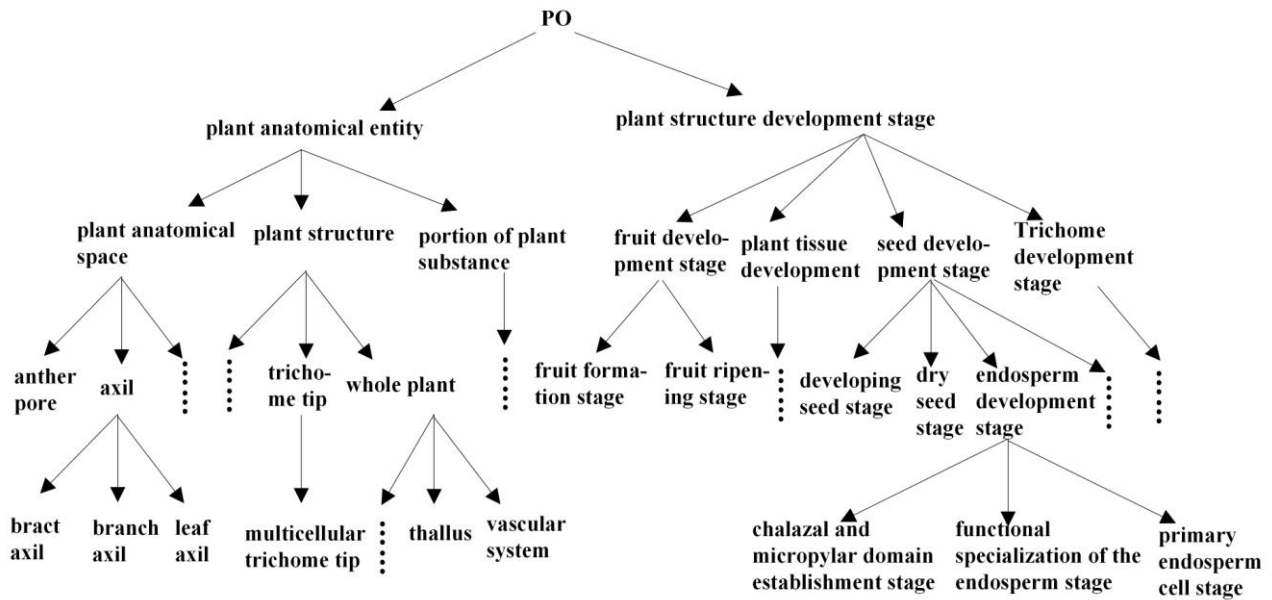 PO
plant anatomical entity
plant structure development stage
plant anatomical
space
plant structure
portion of plant
substance
fruit develo-
pment stage
plant tissue
development
seed develo-
pment stage
Trichome
development
stage
anther
pore
axil
tricho-
me tip
whole plant
fruit forma-
tion stage
fruit ripen-
ing stage
developing
seed stage
dry
seed
stage
endosperm
development
stage
bract
axil
branch
axil
leaf
axil
multicellular
trichome tip
thallus
vascular
system
chalazal and
micropylar domain
establishment stage
functional
specialization of the
endosperm stage
primary
endosperm
cell stage